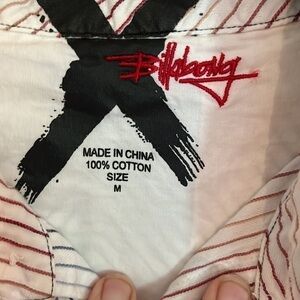 Billabong
MADE IN CHINA
100% COTTON
SIZE
M